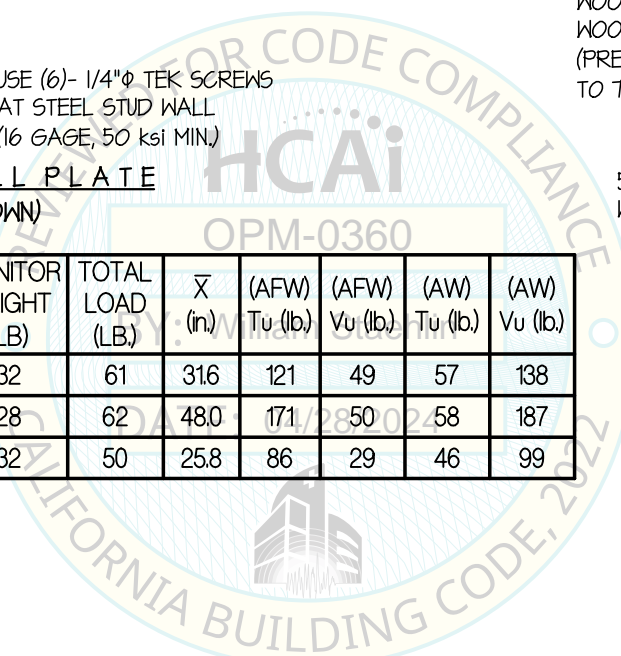 WOO
WOO
(PRE
TO T
USE (6)- 1/4"Φ TEK SCREWS
AT STEEL STUD WALL
(16 GAGE, 50 ksi MIN.)
LL PLATE
OWN)
5
REVIEWED FOR CODE COMPLIANCE
HCAi
OPM-0360
BY: William Staehlin
DATE: 04/28/2024
CALIFORNIA BUILDING CODE, 2022
NITOR TOTAL X̅ (AFW) (AFW) (AW) (AW)
IGHT LOAD (in.) Tu (lb.) Vu (lb.) Tu (lb.) Vu (lb.)
LB) (LB.)
32 61 31.6 121 49 57 138
28 62 48.0 171 50 58 187
32 50 25.8 86 29 46 99